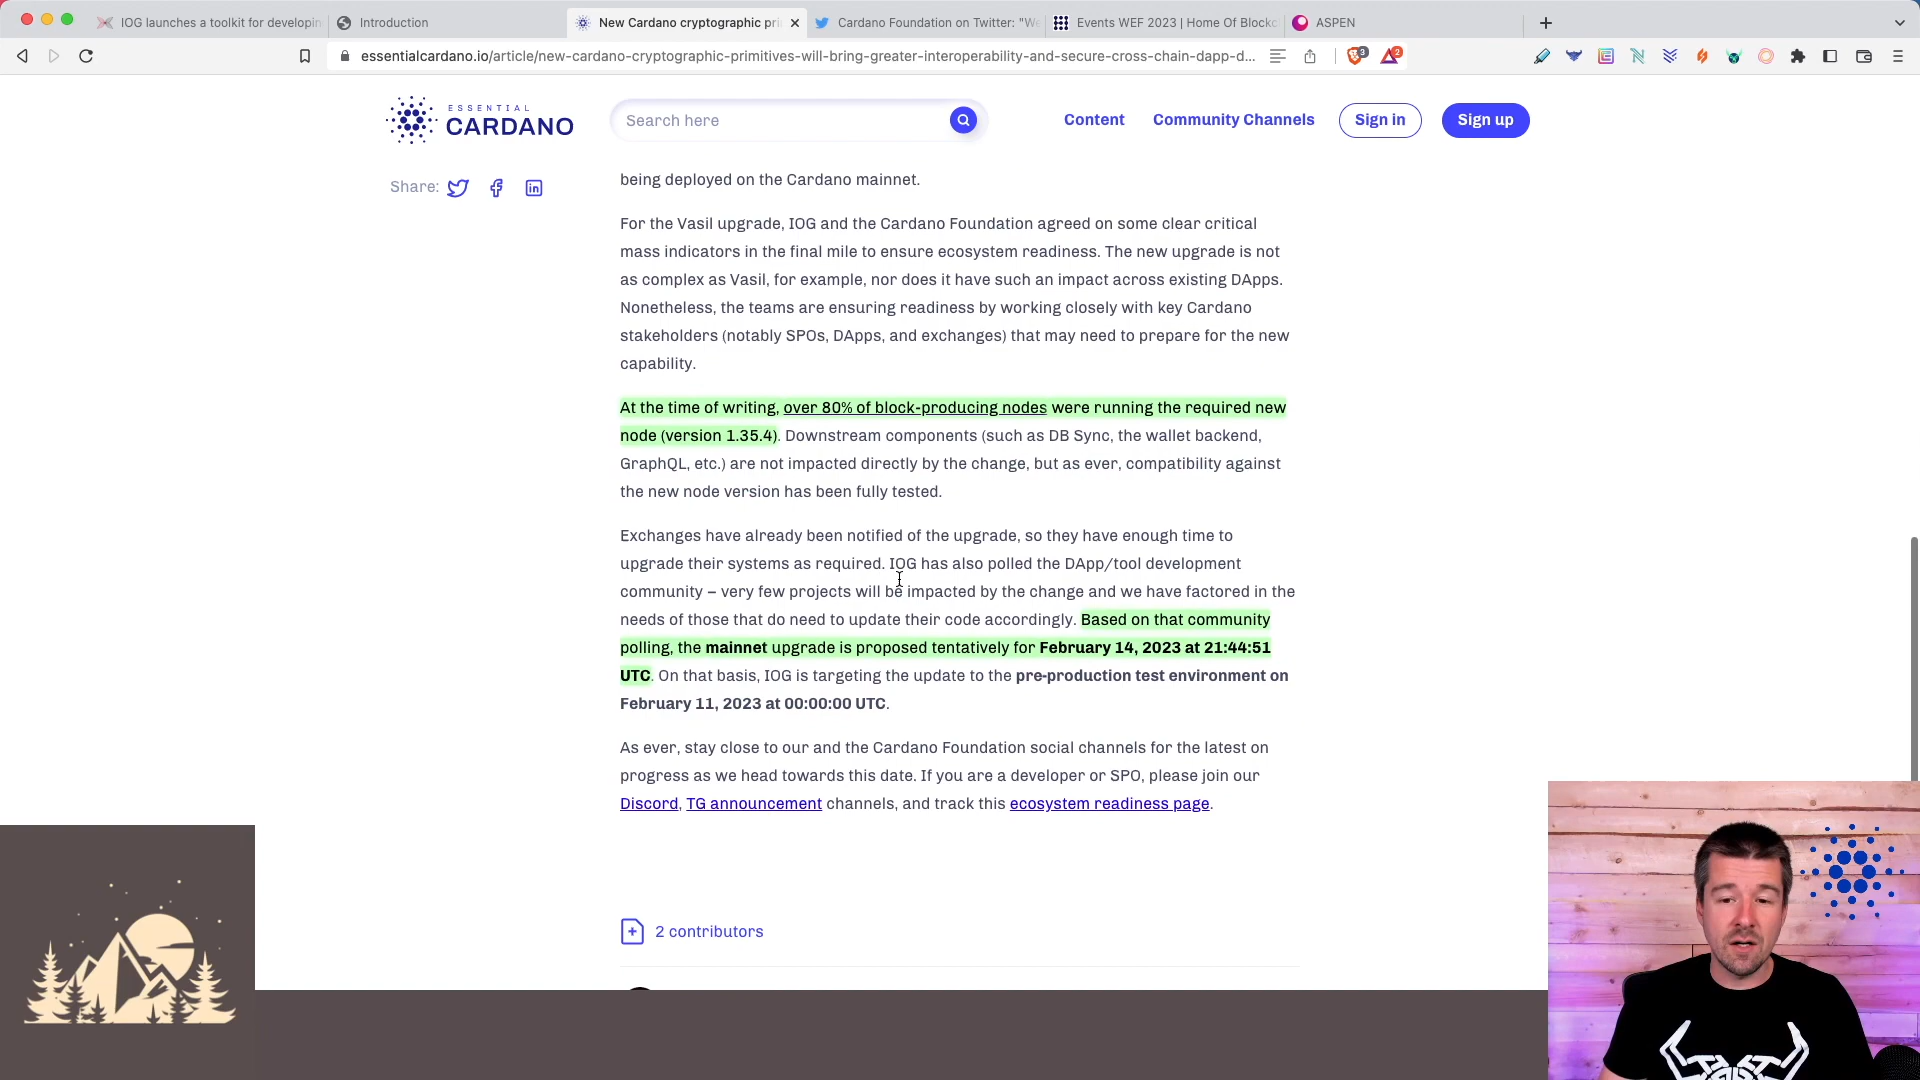 IOG launches a toolkit for developin
Introduction
New Cardano cryptographic pri
Cardano Foundation on Twitter: "We
Events WEF 2023 | Home Of Blockc
ASPEN
essentialcardano.io/article/new-cardano-cryptographic-primitives-will-bring-greater-interoperability-and-secure-cross-chain-dapp-d...
3
2
ESSENTIAL
CARDANO
Search here
Content
Community Channels
Sign in
Sign up
Share:
being deployed on the Cardano mainnet.
For the Vasil upgrade, IOG and the Cardano Foundation agreed on some clear critical
mass indicators in the final mile to ensure ecosystem readiness. The new upgrade is not
as complex as Vasil, for example, nor does it have such an impact across existing DApps.
Nonetheless, the teams are ensuring readiness by working closely with key Cardano
stakeholders (notably SPOs, DApps, and exchanges) that may need to prepare for the new
capability.
At the time of writing, over 80% of block-producing nodes were running the required new
node (version 1.35.4). Downstream components (such as DB Sync, the wallet backend,
GraphQL, etc.) are not impacted directly by the change, but as ever, compatibility against
the new node version has been fully tested.
Exchanges have already been notified of the upgrade, so they have enough time to
upgrade their systems as required. IOG has also polled the DApp/tool development
community – very few projects will be impacted by the change and we have factored in the
needs of those that do need to update their code accordingly. Based on that community
polling, the mainnet upgrade is proposed tentatively for February 14, 2023 at 21:44:51
UTC. On that basis, IOG is targeting the update to the pre-production test environment on
February 11, 2023 at 00:00:00 UTC.
As ever, stay close to our and the Cardano Foundation social channels for the latest on
progress as we head towards this date. If you are a developer or SPO, please join our
Discord, TG announcement channels, and track this ecosystem readiness page.
2 contributors